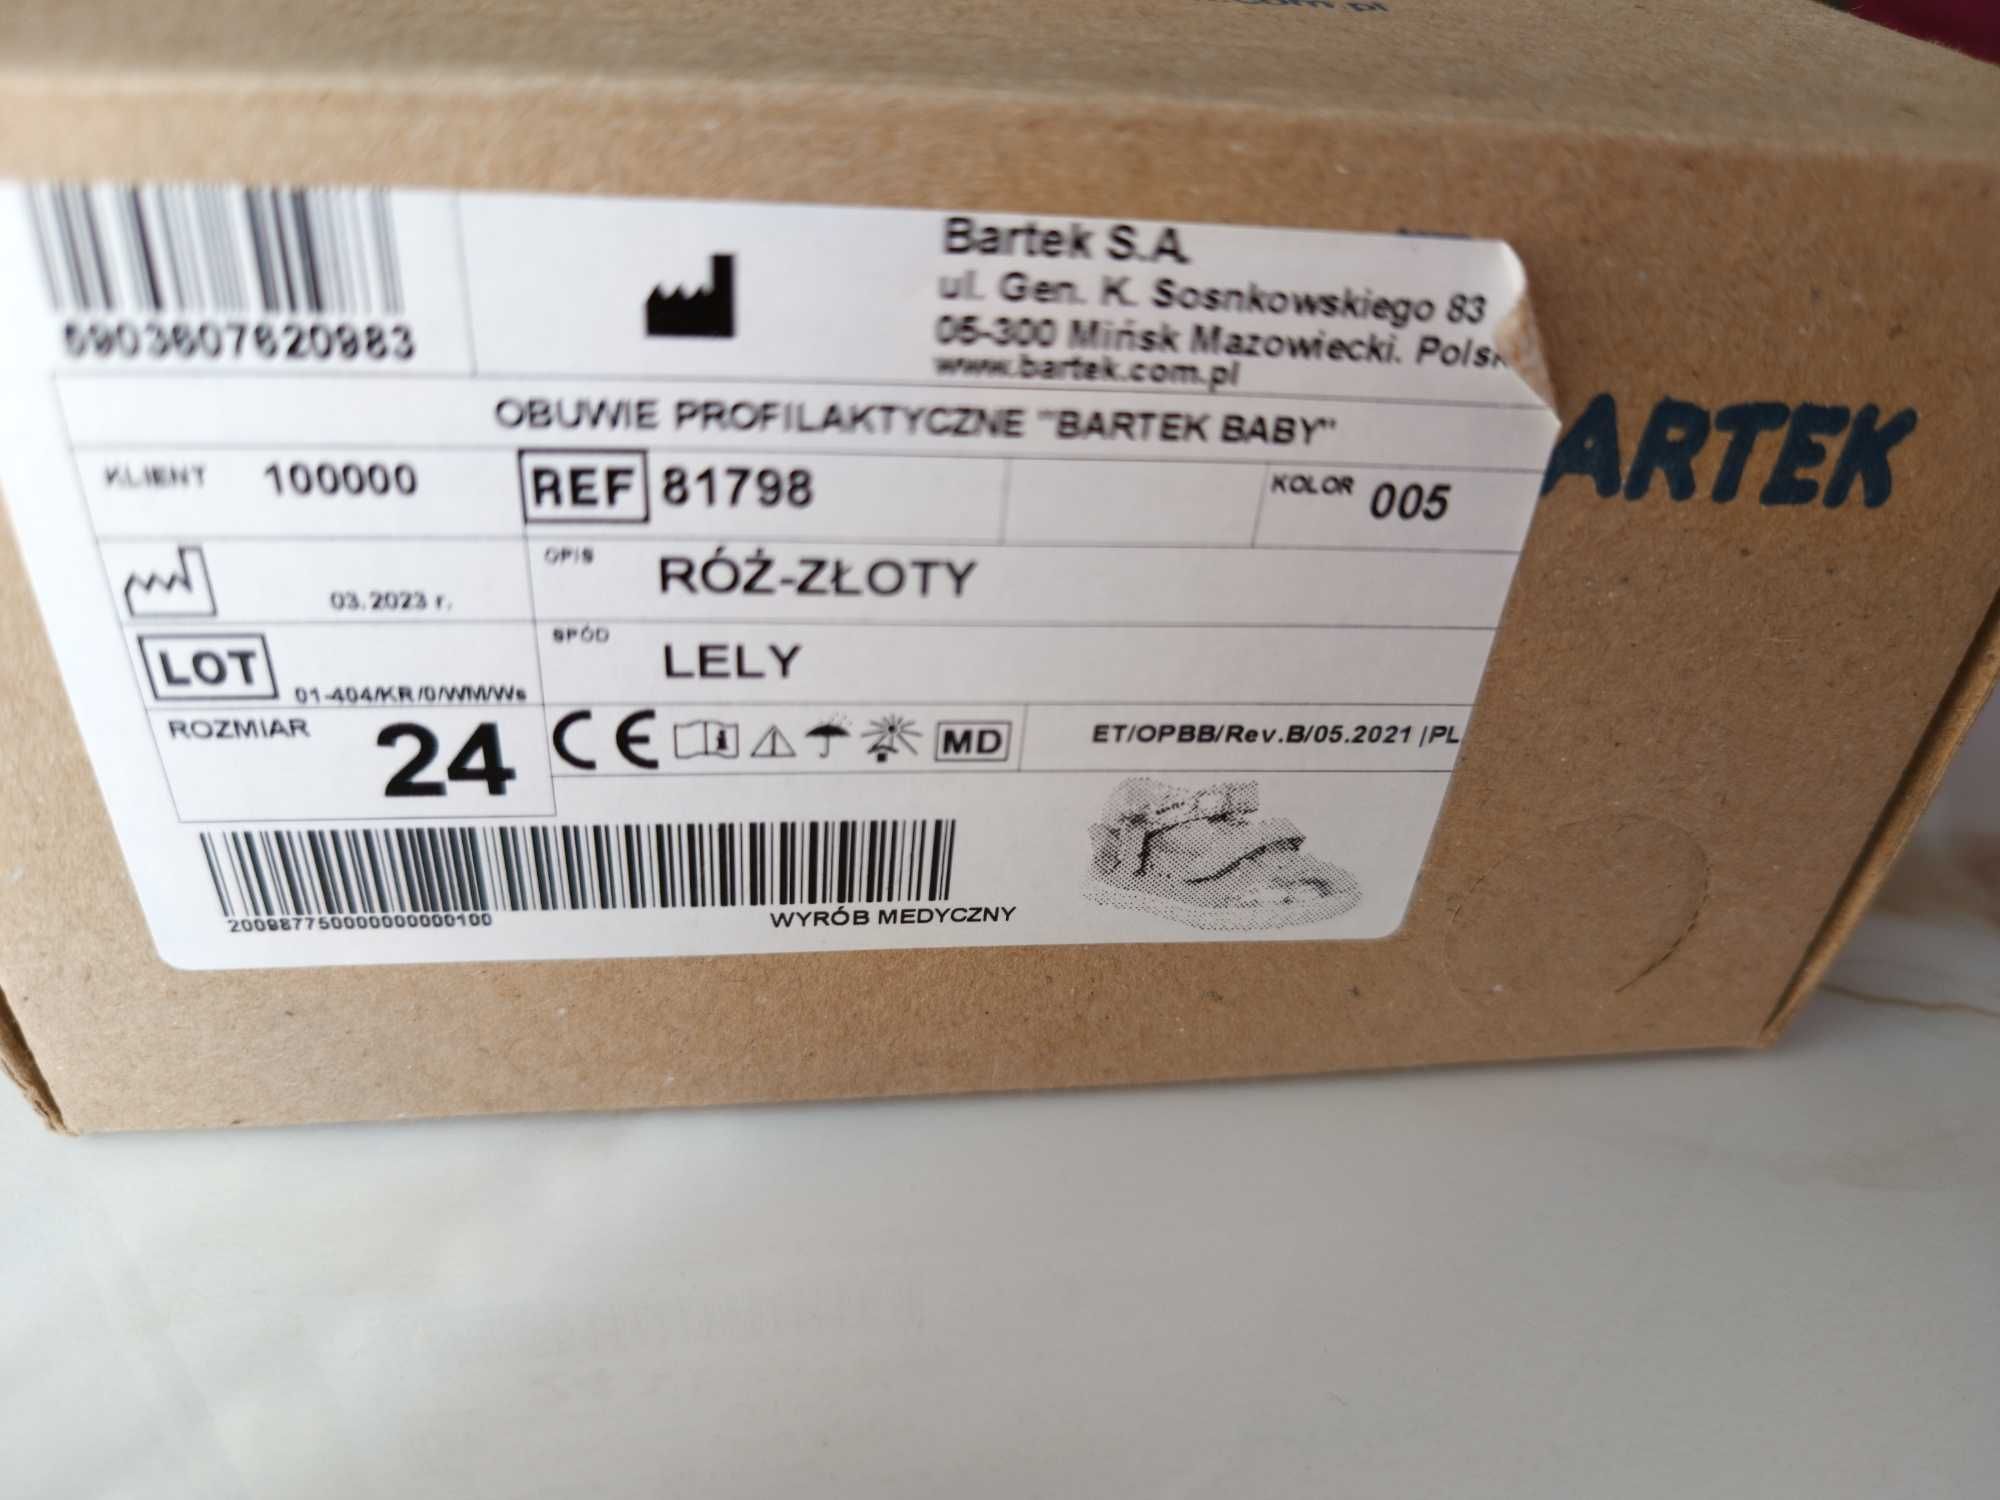 5903607620983
Bartek S.A.
ul. Gen. K. Sosnkowskiego 83
05-300 Mińsk Mazowiecki. Polsk
www.bartek.com.pl
OBUWIE PROFILAKTYCZNE "BARTEK BABY"
KLIENT 100000 REF 81798 KOLOR 005
ARTEK
03.2023 r. OPIS RÓŻ-ZŁOTY
LOT 01-404/KR/0/WM/Ws SPÓD LELY
ROZMIAR 24 CE MD ET/OPBB/Rev.B/05.2021 /PL
20098775000000000000100
WYRÓB MEDYCZNY